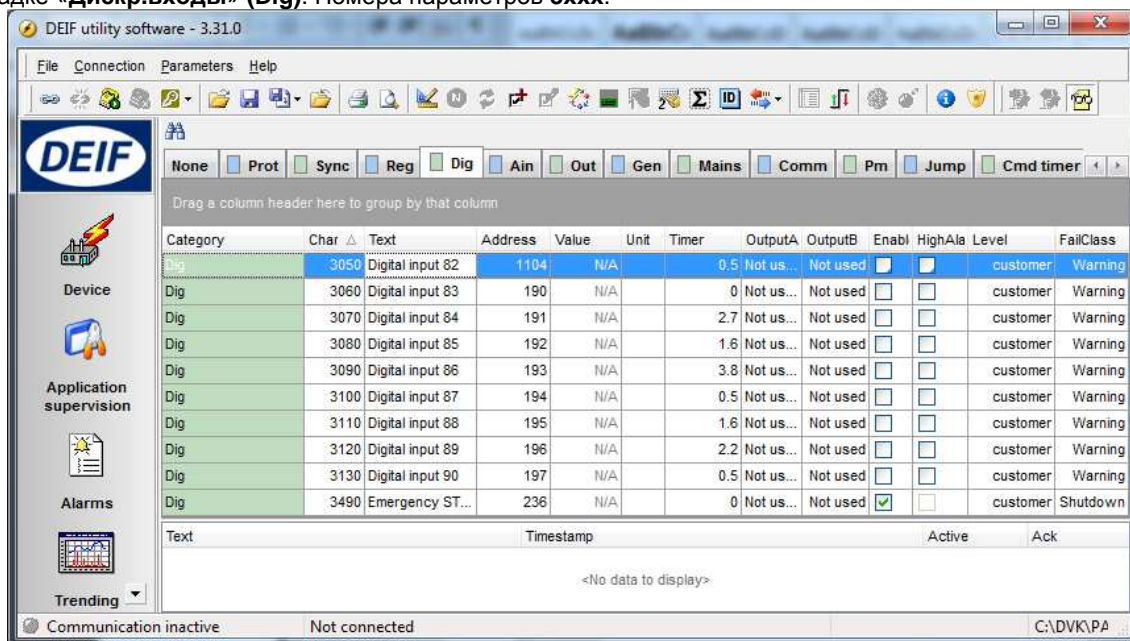 адке «Дискр.входы» (Dig). Номера параметров 3xxx.
DEIF utility software - 3.31.0
File Connection Parameters Help
ID
DEIF
None Prot Sync Reg Dig Ain Out Gen Mains Comm Pm Jump Cmd timer
Drag a column header here to group by that column
Category Char Text Address Value Unit Timer OutputA OutputB Enabl HighAla Level FailClass
Dig 3050 Digital input 82 1104 N/A 0.5 Not us... Not used customer Warning
Dig 3060 Digital input 83 190 N/A 0 Not us... Not used customer Warning
Dig 3070 Digital input 84 191 N/A 2.7 Not us... Not used customer Warning
Dig 3080 Digital input 85 192 N/A 1.6 Not us... Not used customer Warning
Dig 3090 Digital input 86 193 N/A 3.8 Not us... Not used customer Warning
Dig 3100 Digital input 87 194 N/A 0.5 Not us... Not used customer Warning
Dig 3110 Digital input 88 195 N/A 1.6 Not us... Not used customer Warning
Dig 3120 Digital input 89 196 N/A 2.2 Not us... Not used customer Warning
Dig 3130 Digital input 90 197 N/A 0.5 Not us... Not used customer Warning
Dig 3490 Emergency ST... 236 N/A 0 Not us... Not used customer Shutdown
Device
Application
supervision
Alarms
Trending
Text Timestamp Active Ack
<No data to display>
Communication inactive Not connected C:\DVK\PA